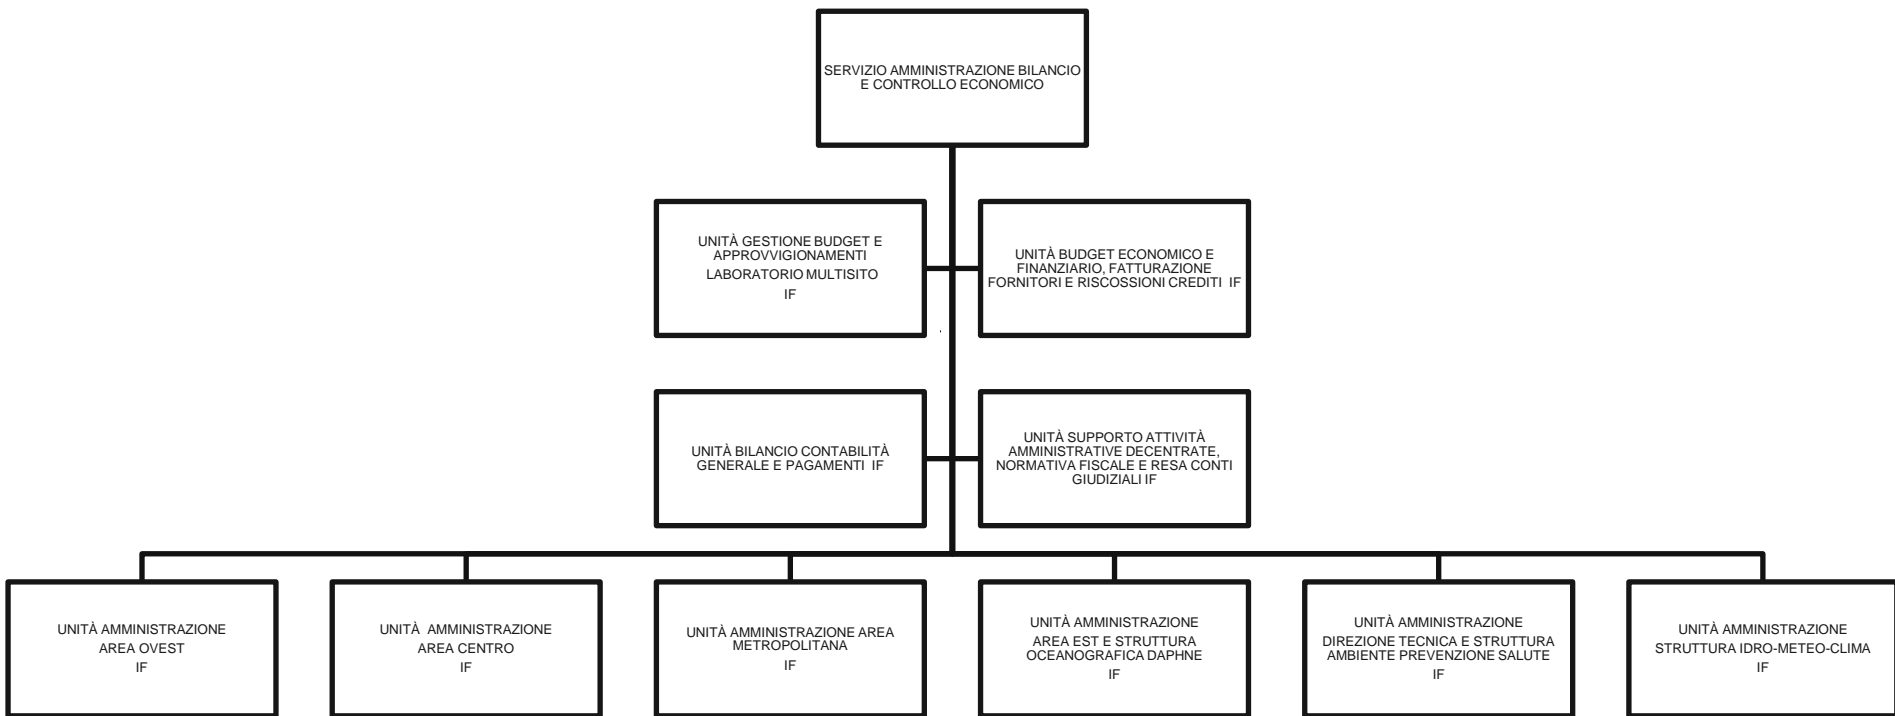 SERVIZIO AMMINISTRAZIONE BILANCIO
E CONTROLLO ECONOMICO
UNITÀ GESTIONE BUDGET E
APPROVVIGIONAMENTI
LABORATORIO MULTISITO
IF
UNITÀ BUDGET ECONOMICO E
FINANZIARIO, FATTURAZIONE
FORNITORI E RISCOSSIONI CREDITI IF
UNITÀ BILANCIO CONTABILITÀ
GENERALE E PAGAMENTI IF
UNITÀ SUPPORTO ATTIVITÀ
AMMINISTRATIVE DECENTRATE,
NORMATIVA FISCALE E RESA CONTI
GIUDIZIALI IF
UNITÀ AMMINISTRAZIONE
AREA OVEST
IF
UNITÀ AMMINISTRAZIONE
AREA CENTRO
IF
UNITÀ AMMINISTRAZIONE AREA
METROPOLITANA
IF
UNITÀ AMMINISTRAZIONE
AREA EST E STRUTTURA
OCEANOGRAFICA DAPHNE
IF
UNITÀ AMMINISTRAZIONE
DIREZIONE TECNICA E STRUTTURA
AMBIENTE PREVENZIONE SALUTE
IF
UNITÀ AMMINISTRAZIONE
STRUTTURA IDRO-METEO-CLIMA
IF